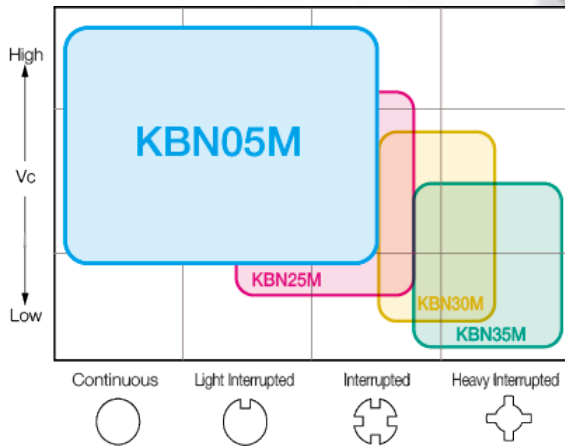 High
Vc
Low
KBN05M
KBN25M
KBN30M
KBN35M
Continuous
Light Interrupted
Interrupted
Heavy Interrupted